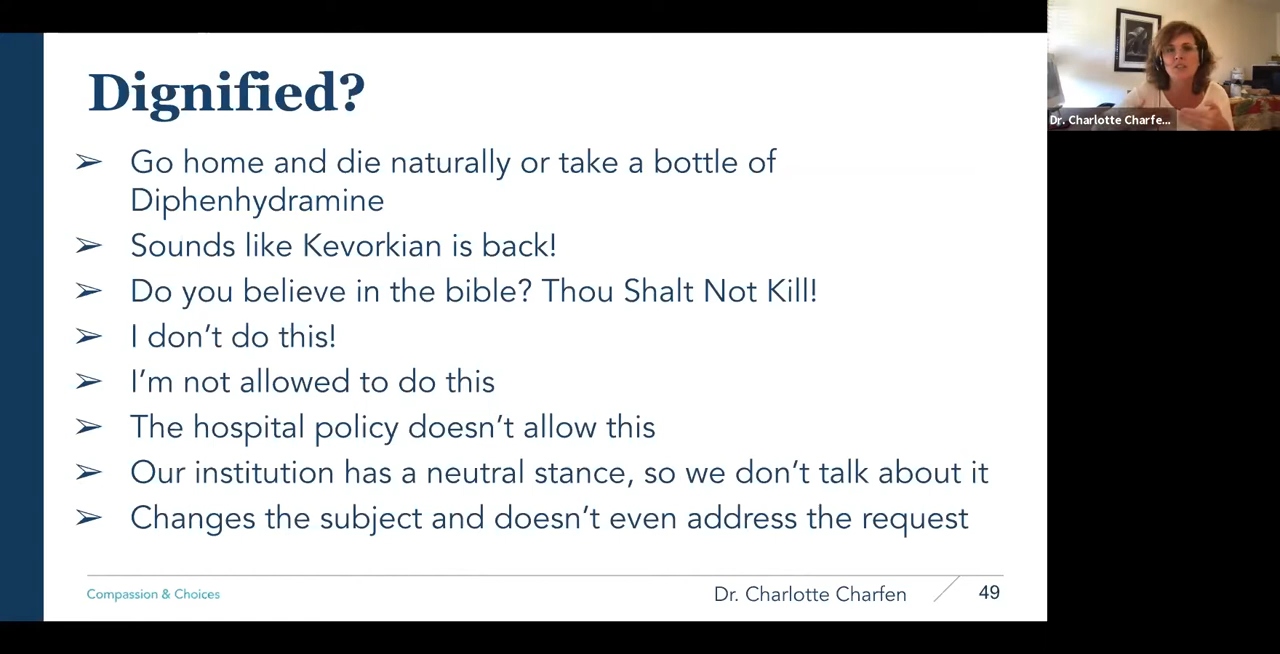 Dignified?
➢ Go home and die naturally or take a bottle of
Diphenhydramine
➢ Sounds like Kevorkian is back!
➢ Do you believe in the bible? Thou Shalt Not Kill!
➢ I don’t do this!
➢ I’m not allowed to do this
➢ The hospital policy doesn’t allow this
➢ Our institution has a neutral stance, so we don’t talk about it
➢ Changes the subject and doesn’t even address the request
Compassion & Choices
Dr. Charlotte Charfen
49
Dr. Charlotte Charfe...